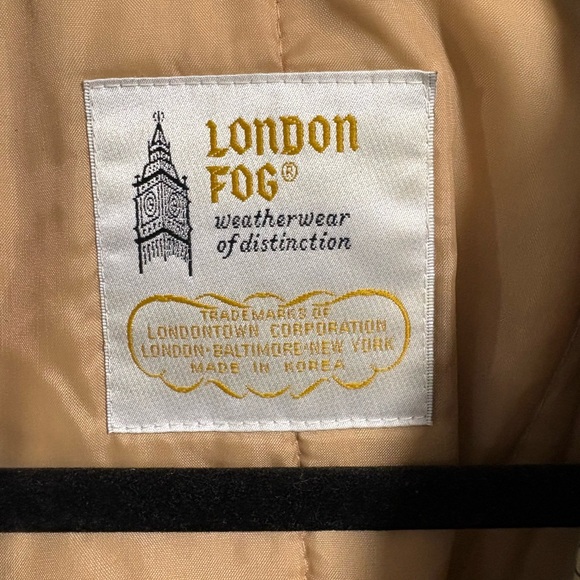 LONDON
FOG®
weatherwear
of distinction
TRADEMARKS OF
LONDONTOWN CORPORATION
LONDON-BALTIMORE-NEW YORK
MADE IN KOREA